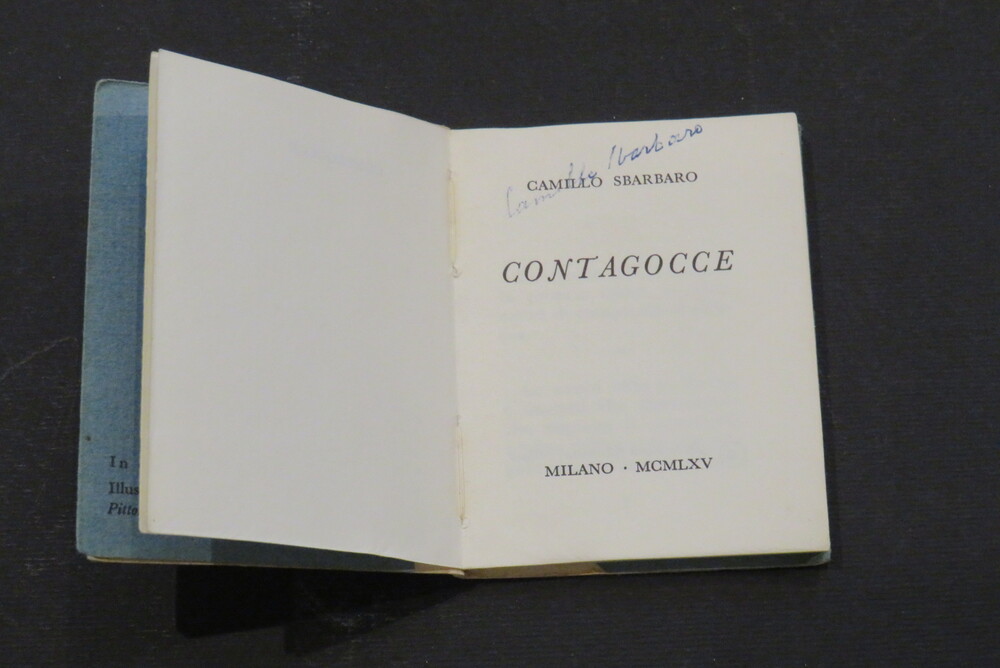 In
Illus
Pitto
Camillo Sbarbaro
CAMILLO SBARBARO
CONTAGOCCE
MILANO · MCMLXV